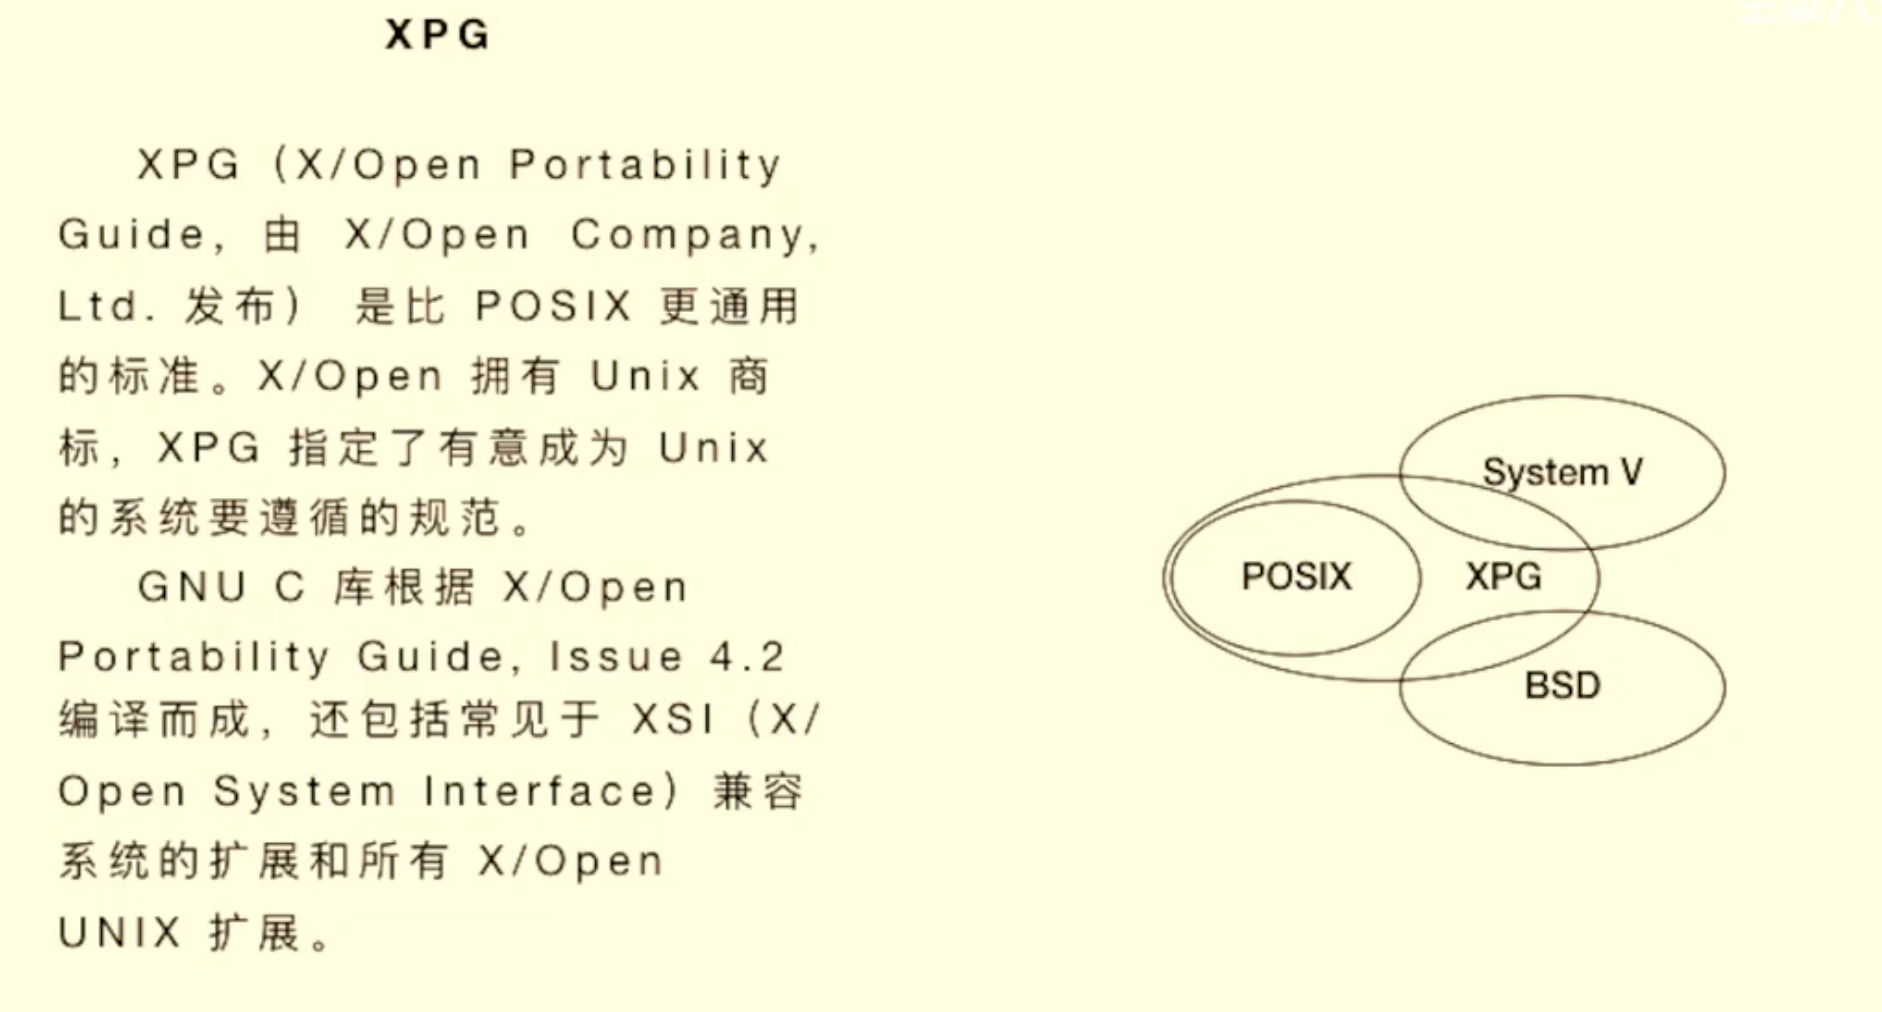 XPG
XPG（X/Open Portability
Guide，由 X/Open Company,
Ltd. 发布） 是比 POSIX 更通用
的标准。X/Open 拥有 Unix 商
标，XPG 指定了有意成为 Unix
的系统要遵循的规范。
GNU C 库根据 X/Open
Portability Guide, Issue 4.2
编译而成，还包括常见于 XSI（X/
Open System Interface）兼容
系统的扩展和所有 X/Open
UNIX 扩展。
System V
POSIX
XPG
BSD